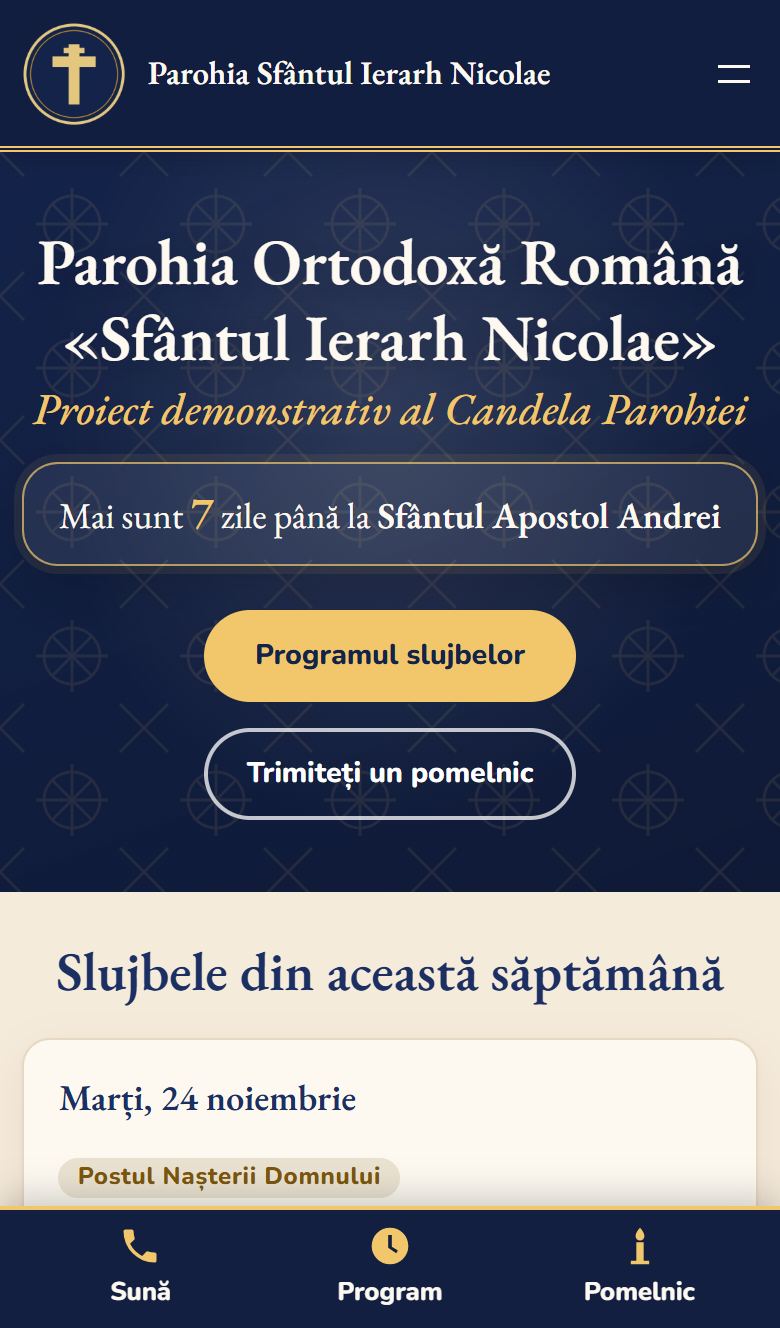 Parohia Sfântul Ierarh Nicolae
Parohia Ortodoxă Română
«Sfântul Ierarh Nicolae»
Proiect demonstrativ al Candela Parohiei
Mai sunt 7 zile până la Sfântul Apostol Andrei
Programul slujbelor
Trimiteți un pomelnic
Slujbele din această săptămână
Marți, 24 noiembrie
Postul Nașterii Domnului
Sună
Program
Pomelnic